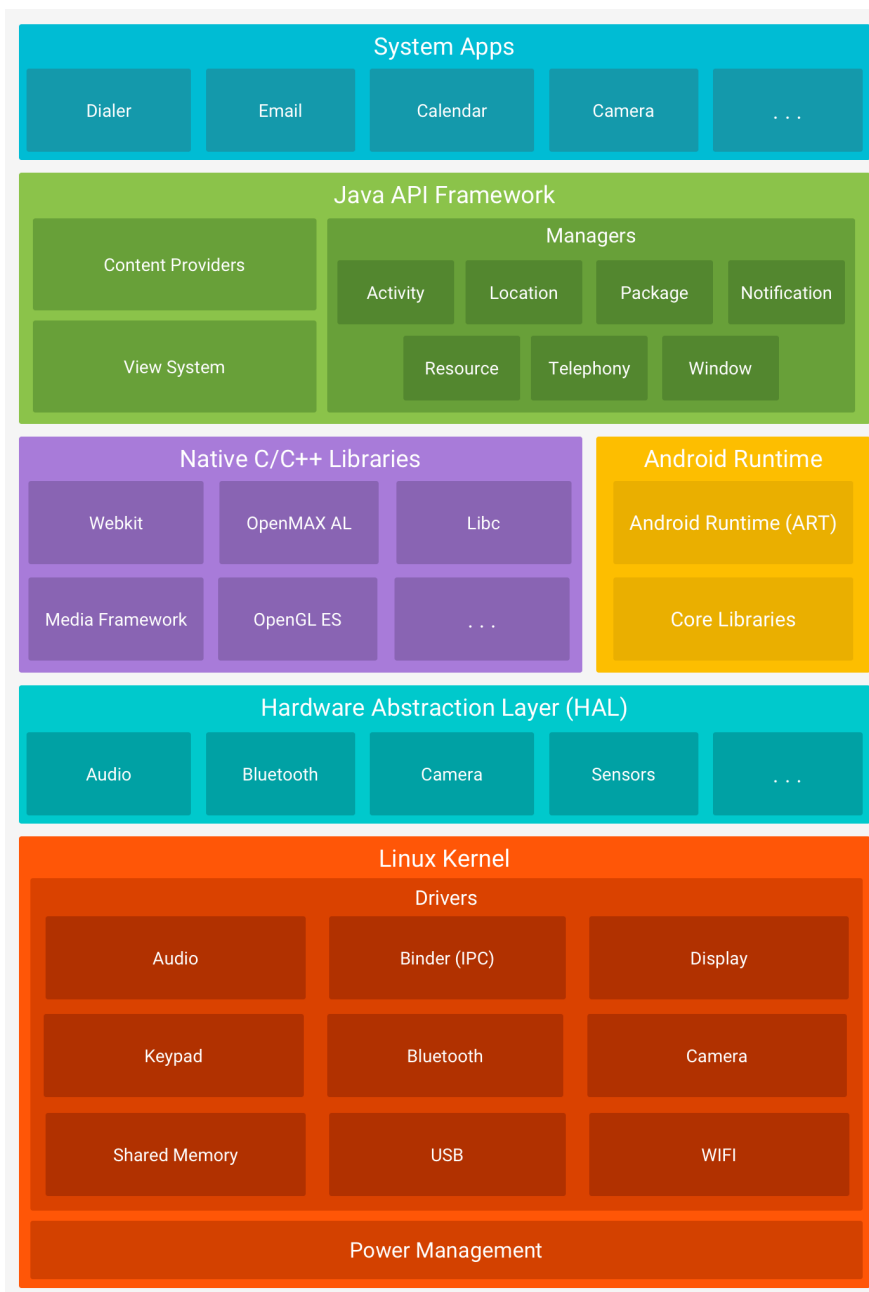 System Apps
Dialer
Email
Calendar
Camera
. . .
Java API Framework
Content Providers
View System
Managers
Activity
Location
Package
Notification
Resource
Telephony
Window
Native C/C++ Libraries
Webkit
OpenMAX AL
Libc
Media Framework
OpenGL ES
. . .
Android Runtime
Android Runtime (ART)
Core Libraries
Hardware Abstraction Layer (HAL)
Audio
Bluetooth
Camera
Sensors
. . .
Linux Kernel
Drivers
Audio
Binder (IPC)
Display
Keypad
Bluetooth
Camera
Shared Memory
USB
WIFI
Power Management